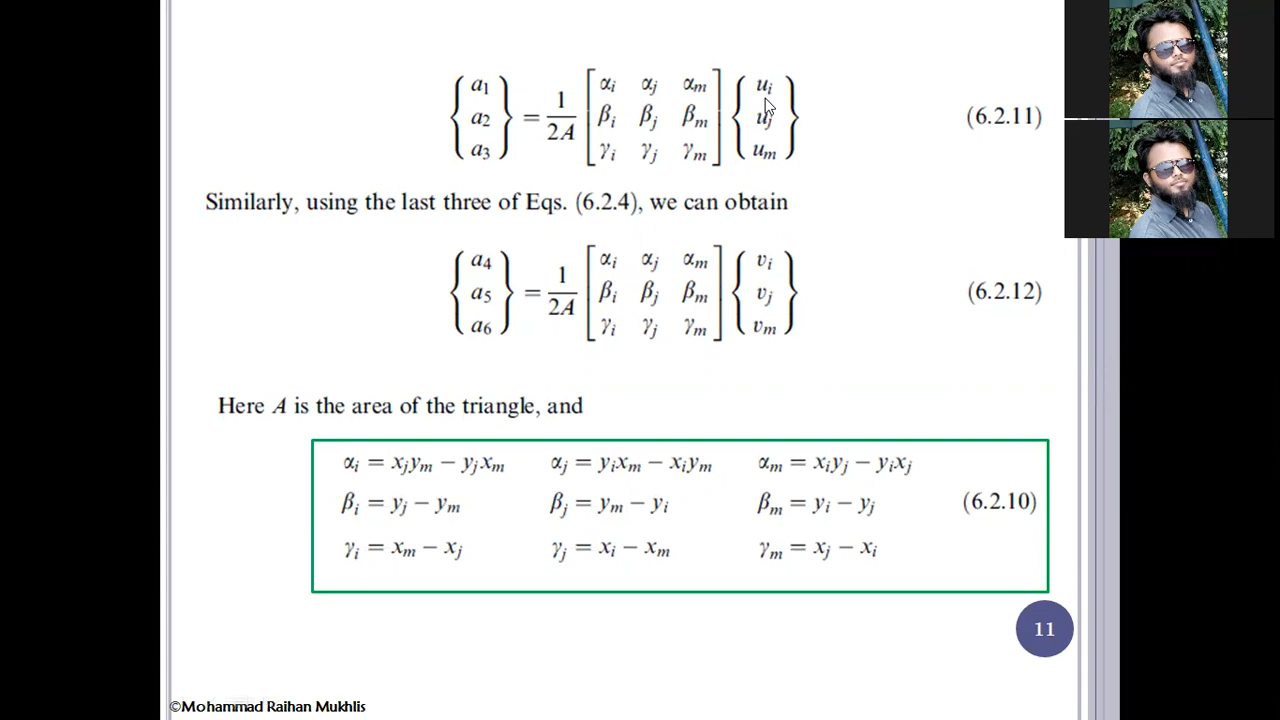 {a₁ a₂ a₃} = 1/2A [αᵢ αⱼ αₘ; βᵢ βⱼ βₘ; γᵢ γⱼ γₘ] {uᵢ uⱼ uₘ} (6.2.11)
Similarly, using the last three of Eqs. (6.2.4), we can obtain
{a₄ a₅ a₆} = 1/2A [αᵢ αⱼ αₘ; βᵢ βⱼ βₘ; γᵢ γⱼ γₘ] {vᵢ vⱼ vₘ} (6.2.12)
Here A is the area of the triangle, and
αᵢ = xⱼyₘ − yⱼxₘ αⱼ = yᵢxₘ − xᵢyₘ αₘ = xᵢyⱼ − yᵢxⱼ
βᵢ = yⱼ − yₘ βⱼ = yₘ − yᵢ βₘ = yᵢ − yⱼ (6.2.10)
γᵢ = xₘ − xⱼ γⱼ = xᵢ − xₘ γₘ = xⱼ − xᵢ
11
©Mohammad Raihan Mukhlis